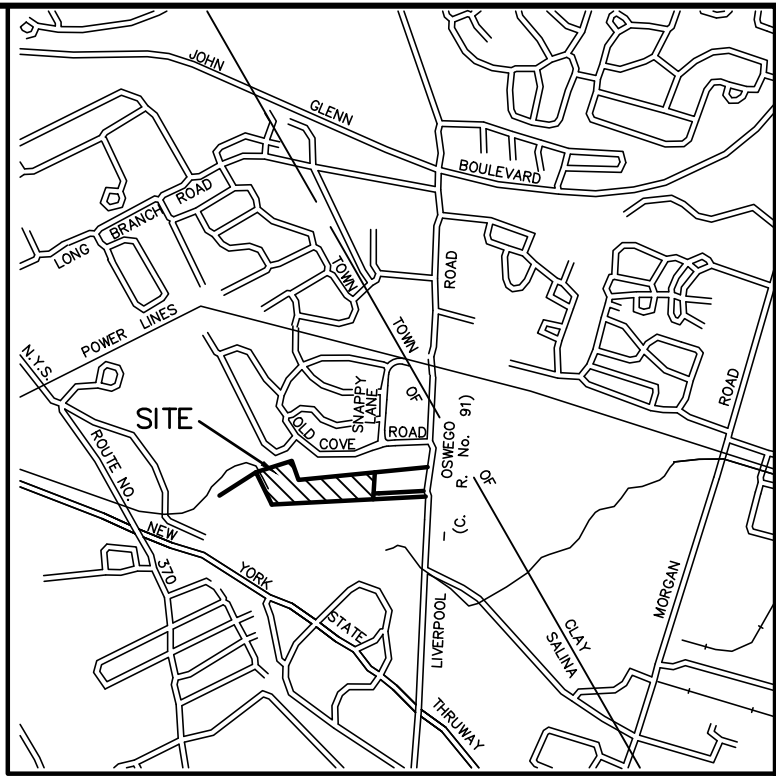 JOHN GLENN BOULEVARD
LONG BRANCH ROAD
ROAD
TOWN
TOWN
POWER LINES
OF
N.Y.S. ROUTE NO. 370
SNAPPY
LANE
SITE
OLD COVE ROAD
OSWEGO
(C. R. No. 91)
OF
ROAD
NEW YORK STATE THRUWAY
LIVERPOOL –
MORGAN
CLAY
SALINA